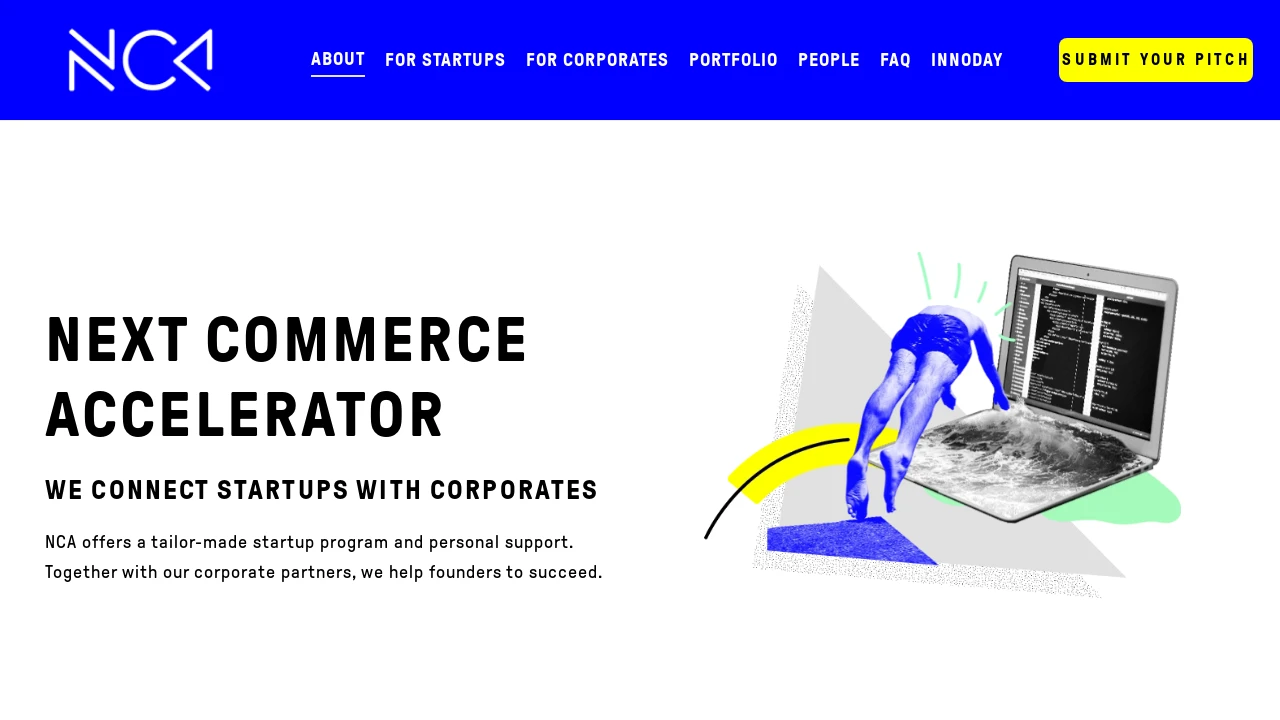 NCA
ABOUT FOR STARTUPS FOR CORPORATES PORTFOLIO PEOPLE FAQ INNODAY
SUBMIT YOUR PITCH
NEXT COMMERCE
ACCELERATOR
WE CONNECT STARTUPS WITH CORPORATES
NCA offers a tailor-made startup program and personal support.
Together with our corporate partners, we help founders to succeed.